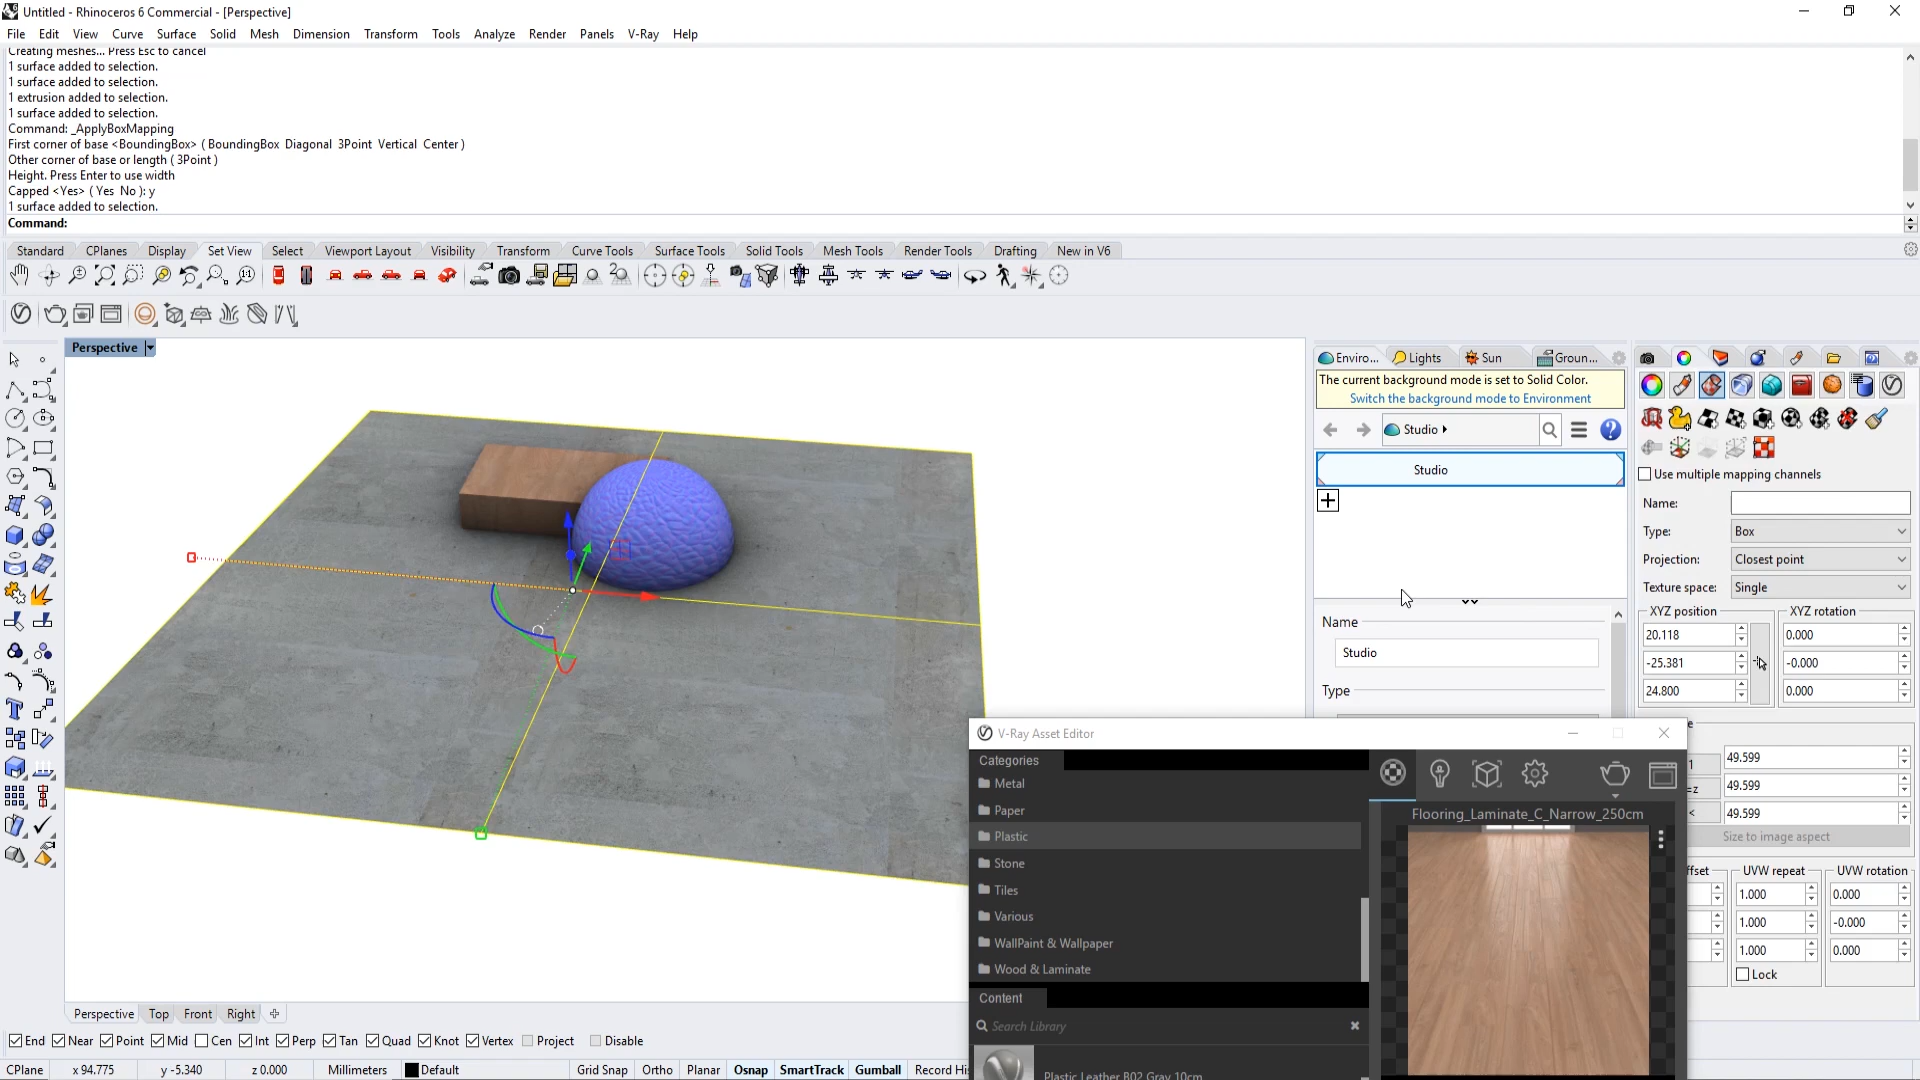 Untitled - Rhinoceros 6 Commercial - [Perspective]
File Edit View Curve Surface Solid Mesh Dimension Transform Tools Analyze Render Panels V-Ray Help
Creating meshes... Press Esc to cancel
1 surface added to selection.
1 surface added to selection.
1 extrusion added to selection.
1 surface added to selection.
Command: _ApplyBoxMapping
First corner of base <BoundingBox> ( BoundingBox Diagonal 3Point Vertical Center )
Other corner of base or length ( 3Point )
Height. Press Enter to use width
Capped <Yes> ( Yes No ): y
1 surface added to selection.
Command:
Standard CPlanes Display Set View Select Viewport Layout Visibility Transform Curve Tools Surface Tools Solid Tools Mesh Tools Render Tools Drafting New in V6
Perspective
Enviro... Lights Sun Groun...
The current background mode is set to Solid Color.
Switch the background mode to Environment
Studio
Studio
Name
Studio
Type
Use multiple mapping channels
Name:
Type: Box
Projection: Closest point
Texture space: Single
XYZ position XYZ rotation
20.118 0.000
-25.381 -0.000
24.800 0.000
49.599
49.599
49.599
Size to image aspect
ffset UVW repeat UVW rotation
1.000 0.000
1.000 -0.000
1.000 0.000
Lock
V-Ray Asset Editor
Categories
Metal
Paper
Plastic
Stone
Tiles
Various
WallPaint & Wallpaper
Wood & Laminate
Content
Search Library
Plastic Leather B02 Gray 10cm
Flooring_Laminate_C_Narrow_250cm
Perspective Top Front Right
End Near Point Mid Cen Int Perp Tan Quad Knot Vertex Project Disable
CPlane x 94.775 y -5.340 z 0.000 Millimeters Default Grid Snap Ortho Planar Osnap SmartTrack Gumball Record His